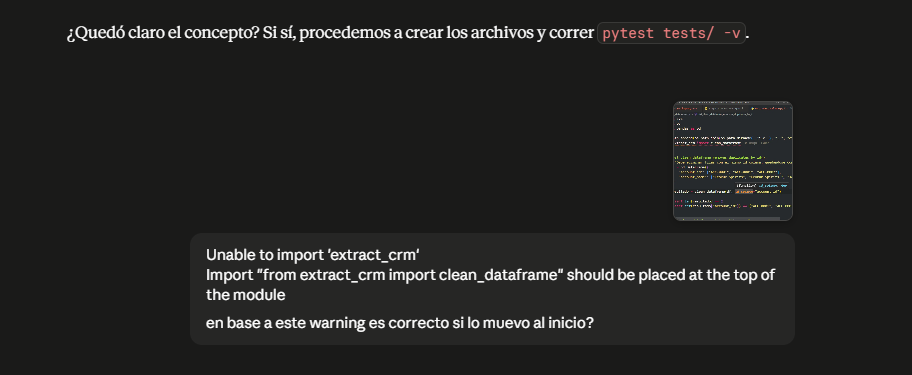 ¿Quedó claro el concepto? Si sí, procedemos a crear los archivos y correr pytest tests/ -v.
Unable to import 'extract_crm'
Import "from extract_crm import clean_dataframe" should be placed at the top of
the module
en base a este warning es correcto si lo muevo al inicio?